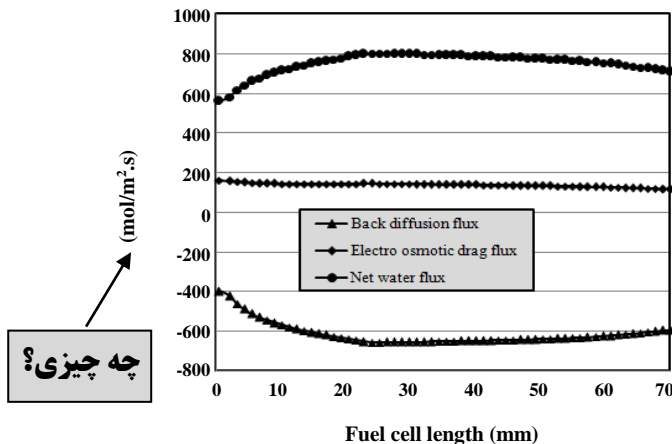 1000
800
600
400
200
0
-200
-400
-600
-800
(mol/m².s)
چه چیزی؟
Back diffusion flux
Electro osmotic drag flux
Net water flux
0 10 20 30 40 50 60 70
Fuel cell length (mm)